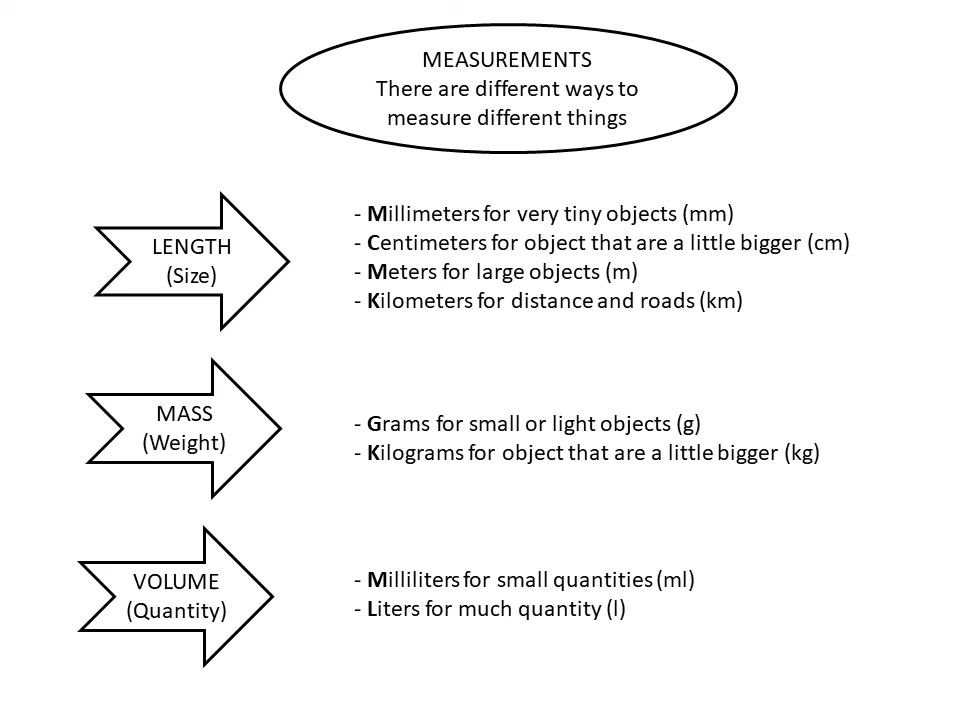 MEASUREMENTS
There are different ways to
measure different things
LENGTH
(Size)
- Millimeters for very tiny objects (mm)
- Centimeters for object that are a little bigger (cm)
- Meters for large objects (m)
- Kilometers for distance and roads (km)
MASS
(Weight)
- Grams for small or light objects (g)
- Kilograms for object that are a little bigger (kg)
VOLUME
(Quantity)
- Milliliters for small quantities (ml)
- Liters for much quantity (l)